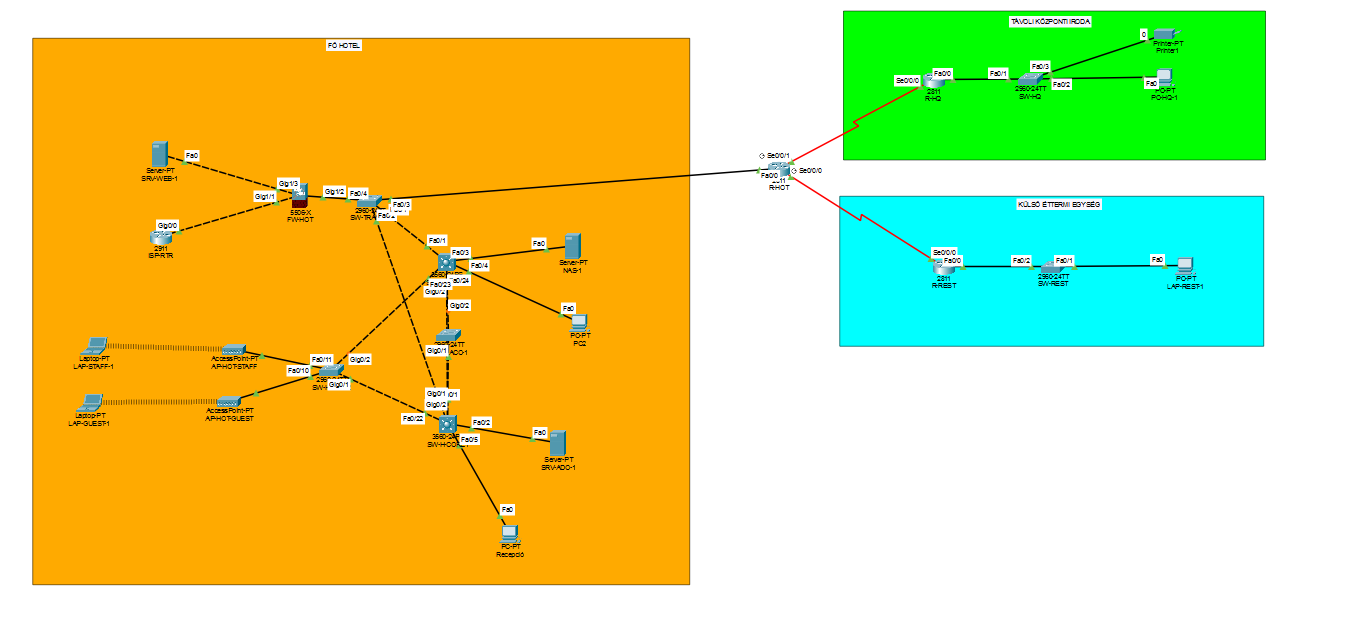 FŐ HOTEL
Server-PT
SRV-WEB-1
Fa0
Gig1/3
Gig1/1
5506-X
FW-HOT
Gig1/2
Fa0/4
Fa0/3
Gig0/0
2911
ISP-RTR
Fa0/1
Fa0/3
Fa0/4
Fa0/23
Fa0
Server-PT
NAS-1
Gig0/2
Fa0
PC-PT
PC2
Gig0/1
Laptop-PT
LAP-STAFF-1
AccessPoint-PT
AP-HOT-STAFF
Fa0/11
Fa0/10
Gig0/2
Gig0/1
Laptop-PT
LAP-GUEST-1
AccessPoint-PT
AP-HOT-GUEST
Gig0/1
Gig0/2
Fa0/22
Fa0/2
Fa0/5
Fa0
Server-PT
SRV-ADC-1
Fa0
PC-PT
Recepció
Se0/0/1
Se0/0/0
Fa0/0
R-HOT
TÁVOLI KÖZPONTI IRODA
Se0/0/0
Fa0/0
2811
R-HQ
Fa0/1
Fa0/3
Fa0/2
2960-24TT
SW-HQ
0
Printer-PT
Printer1
Fa0
PC-HQ-1
KÜLSŐ ÉTTERMI EGYSÉG
Se0/0/0
Fa0/0
2811
R-REST
Fa0/2
Fa0/1
2960-24TT
SW-REST
Fa0
PC-PT
LAP-REST-1